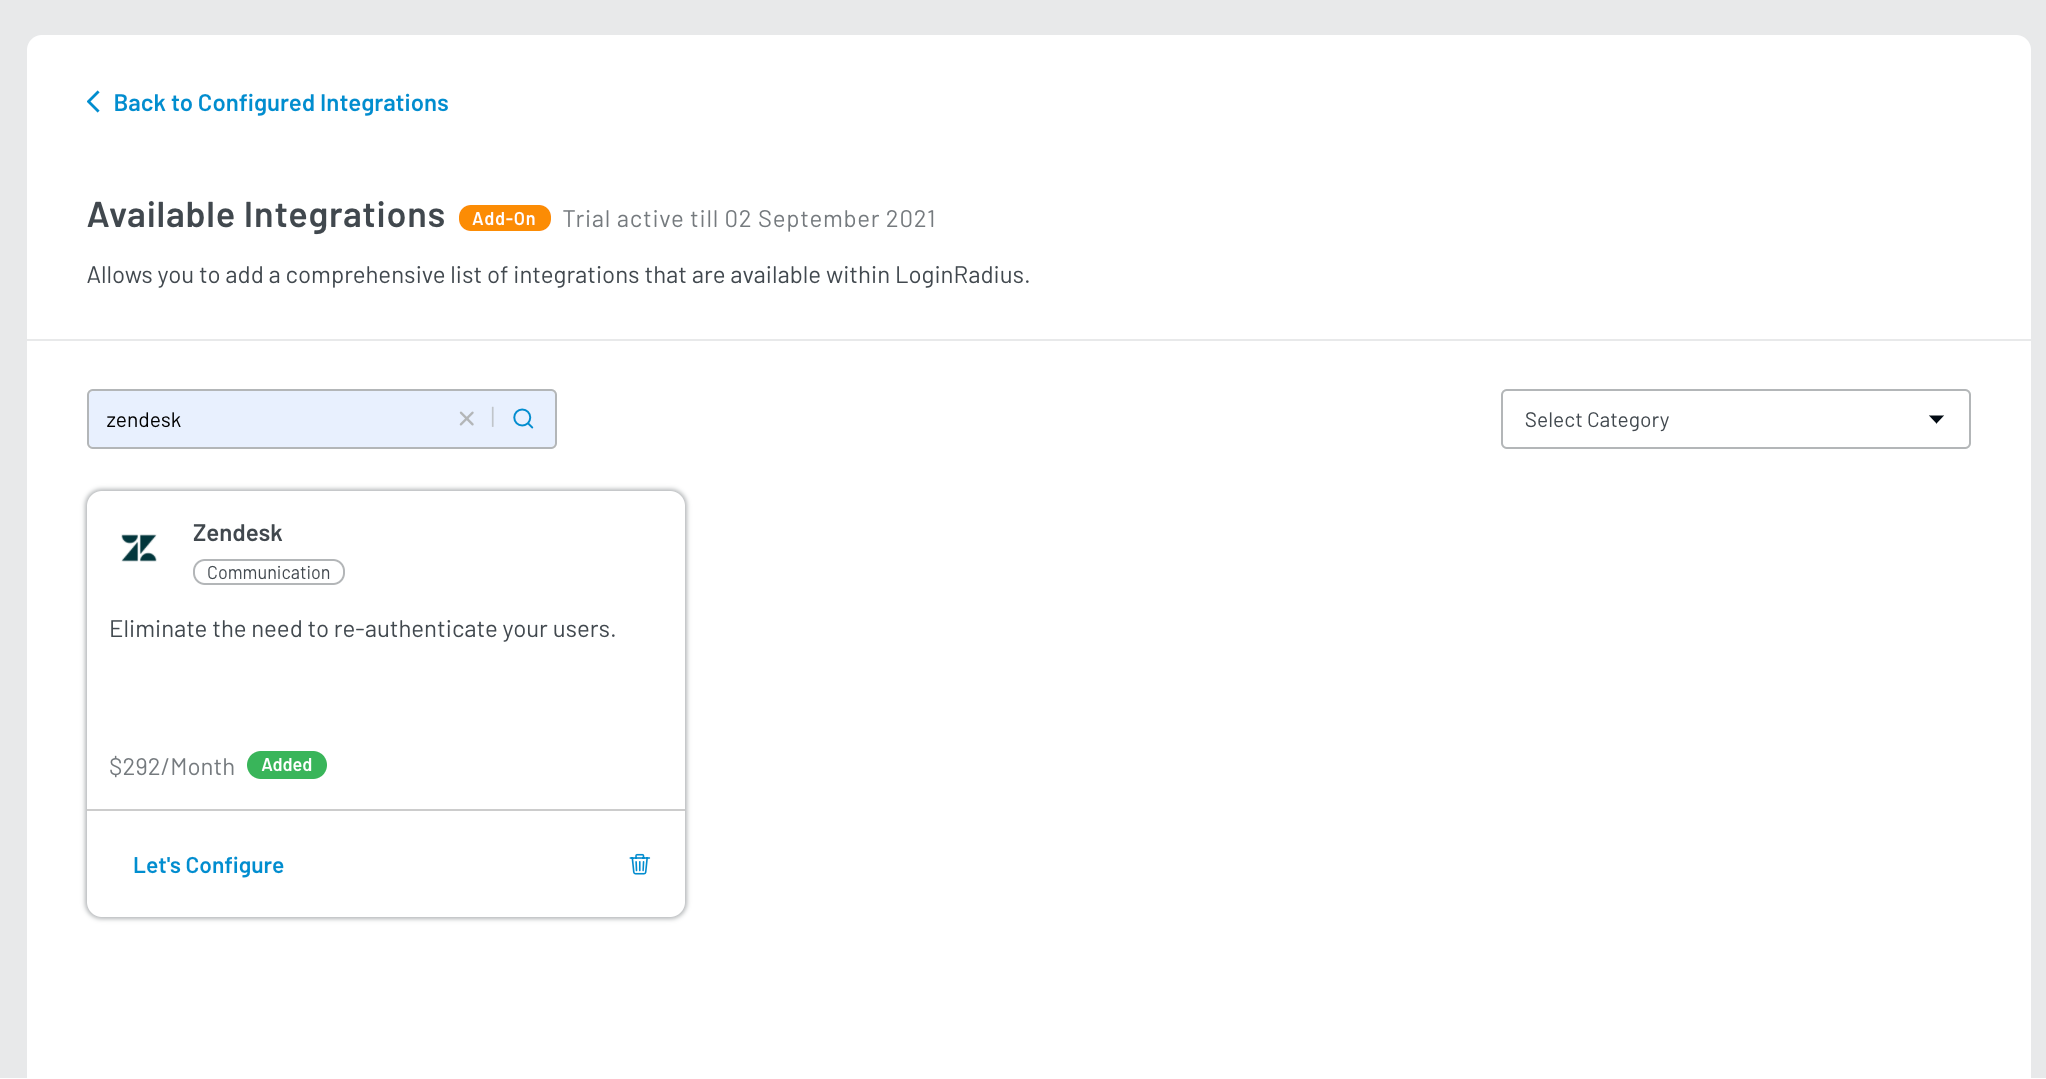 Back to Configured Integrations
Available Integrations Add-On Trial active till 02 September 2021
Allows you to add a comprehensive list of integrations that are available within LoginRadius.
zendesk
Select Category
Zendesk
Communication
Eliminate the need to re-authenticate your users.
$292/Month Added
Let's Configure